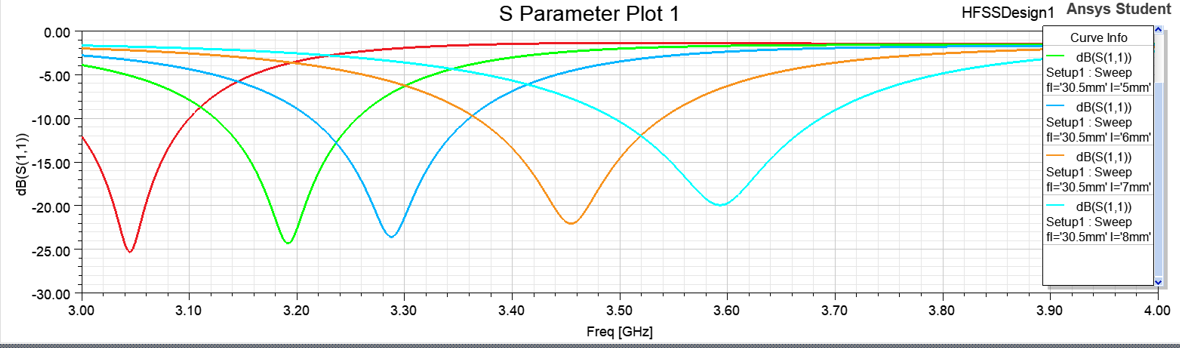 S Parameter Plot 1
HFSSDesign1
Ansys Student
0.00
-5.00
-10.00
-15.00
-20.00
-25.00
-30.00
dB(S(1,1))
3.00 3.10 3.20 3.30 3.40 3.50 3.60 3.70 3.80 3.90 4.00
Freq [GHz]
Curve Info
dB(S(1,1))
Setup1 : Sweep
fl='30.5mm' l='5mm'
dB(S(1,1))
Setup1 : Sweep
fl='30.5mm' l='6mm'
dB(S(1,1))
Setup1 : Sweep
fl='30.5mm' l='7mm'
dB(S(1,1))
Setup1 : Sweep
fl='30.5mm' l='8mm'